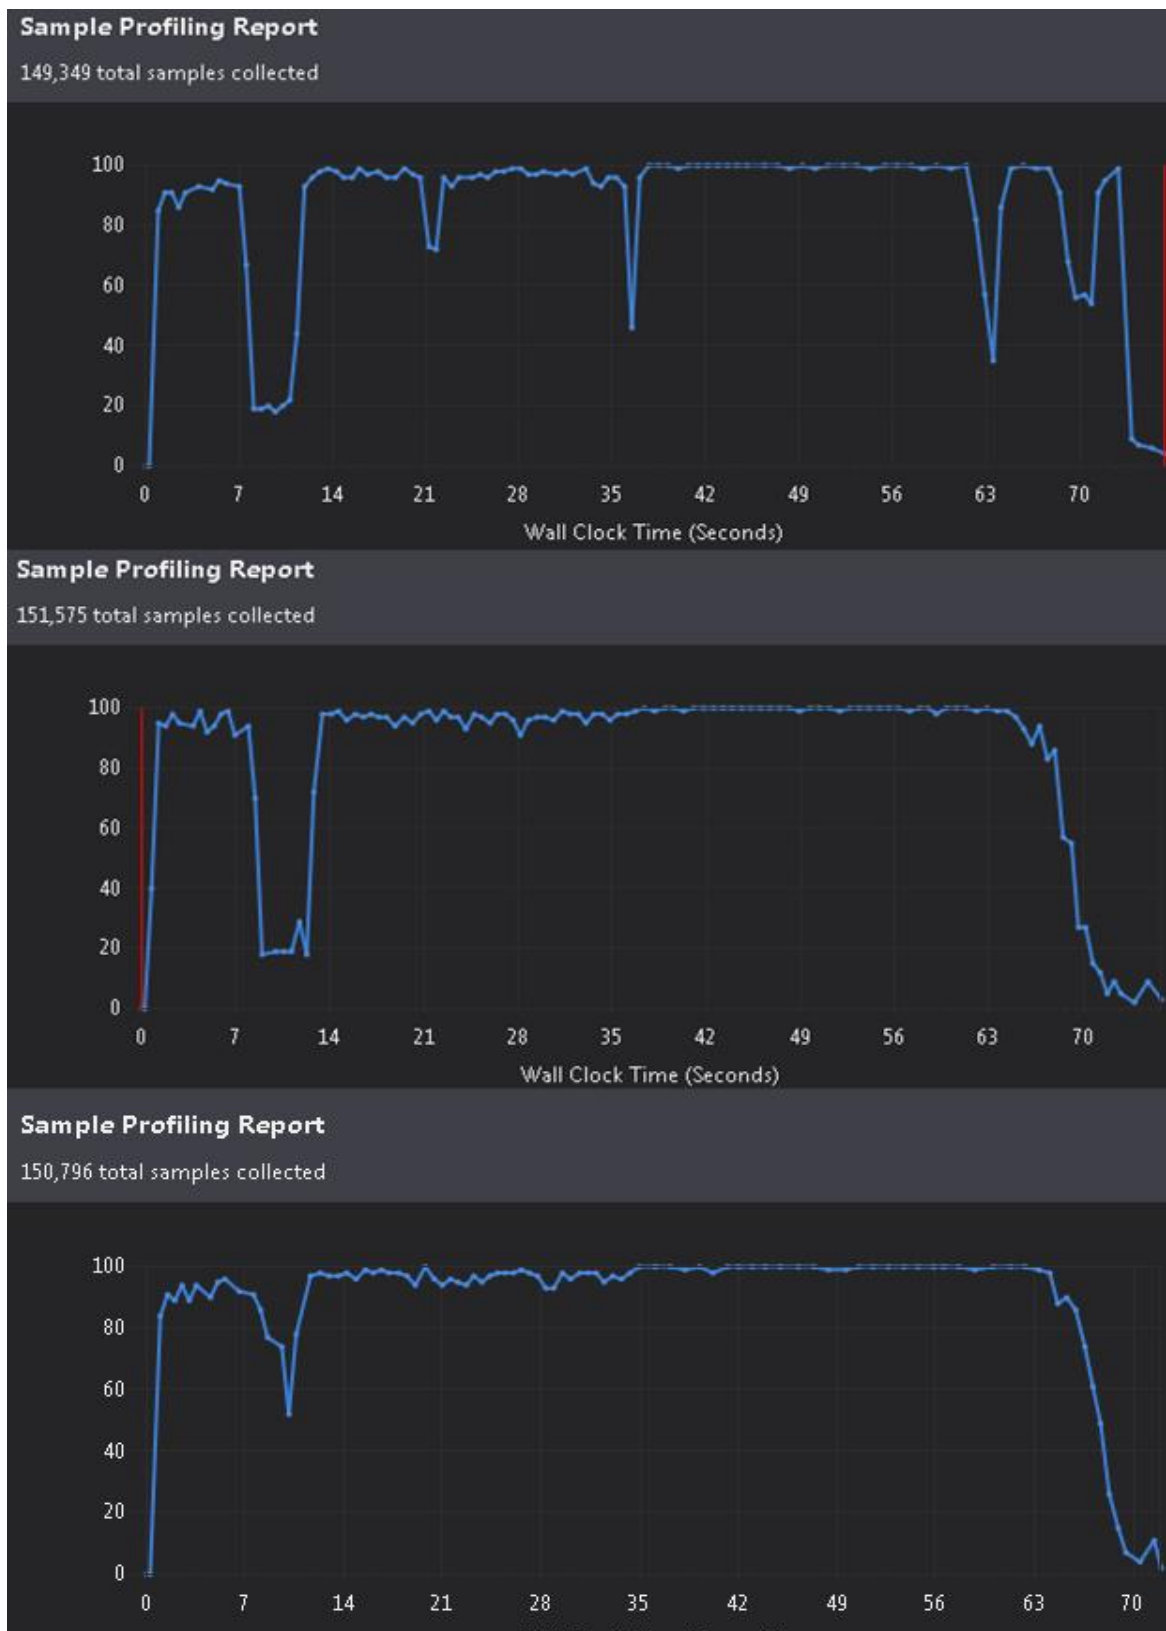 Sample Profiling Report
149,349 total samples collected
100
80
60
40
20
0
0 7 14 21 28 35 42 49 56 63 70
Wall Clock Time (Seconds)
Sample Profiling Report
151,575 total samples collected
100
80
60
40
20
0
0 7 14 21 28 35 42 49 56 63 70
Wall Clock Time (Seconds)
Sample Profiling Report
150,796 total samples collected
100
80
60
40
20
0
0 7 14 21 28 35 42 49 56 63 70